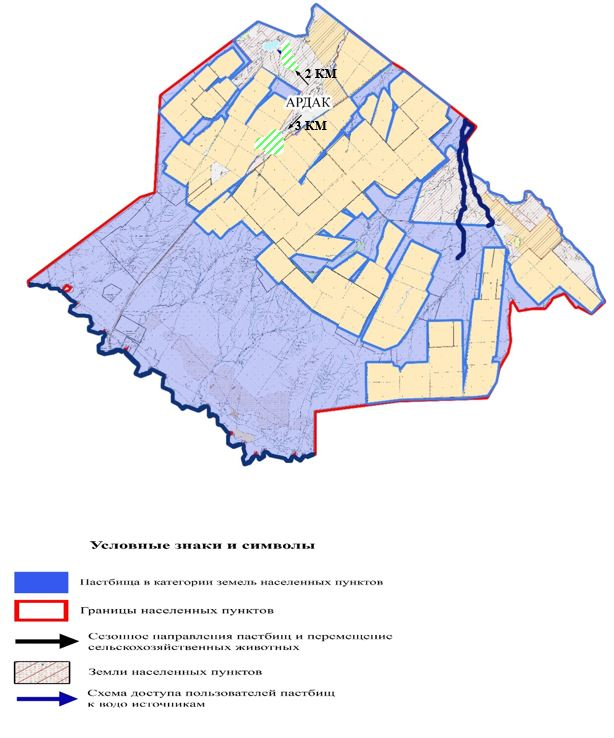 2 КМ
АРДАК
3 КМ
Условные знаки и символы
Пастбища в категории земель населенных пунктов
Границы населенных пунктов
Сезонное направления пастбищ и перемещение
сельскохозяйственных животных
Земли населенных пунктов
Схема доступа пользователей пастбищ
к водо источникам